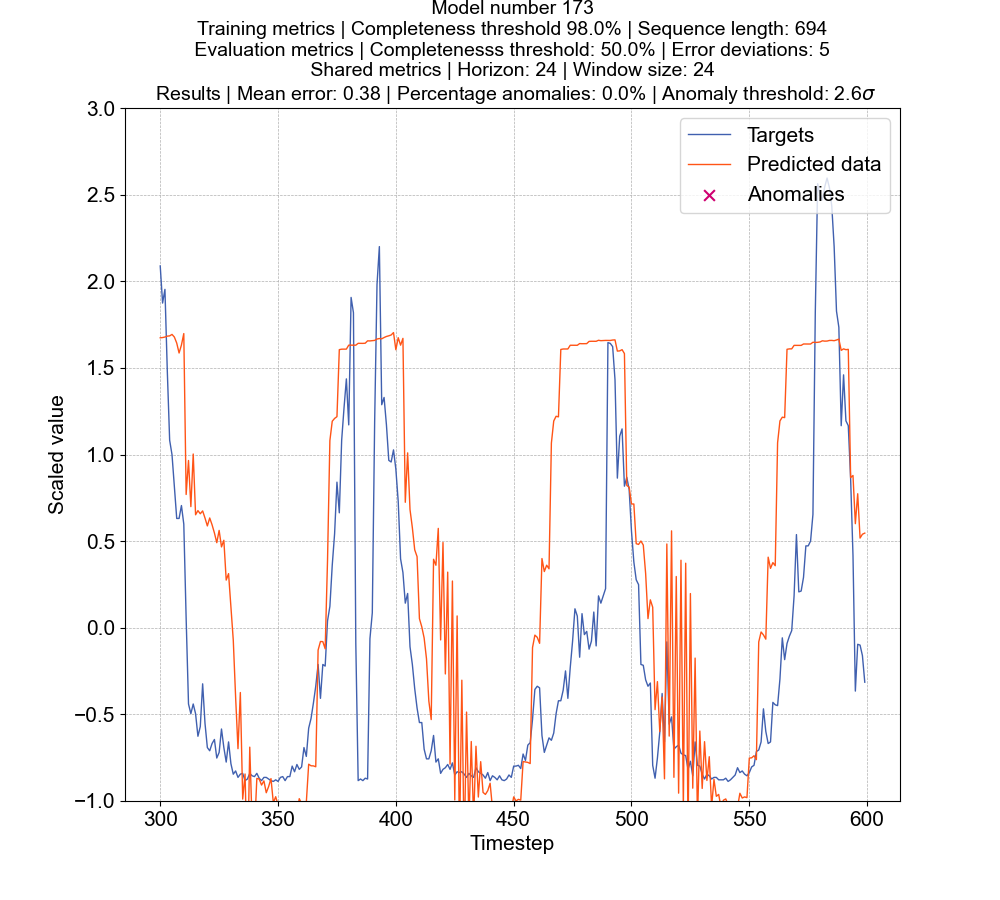 Model number 173
Training metrics | Completeness threshold 98.0% | Sequence length: 694
Evaluation metrics | Completenesss threshold: 50.0% | Error deviations: 5
Shared metrics | Horizon: 24 | Window size: 24
Results | Mean error: 0.38 | Percentage anomalies: 0.0% | Anomaly threshold: 2.6σ
3.0
2.5
2.0
1.5
1.0
0.5
0.0
−0.5
−1.0
Scaled value
Targets
Predicted data
Anomalies
300 350 400 450 500 550 600
Timestep